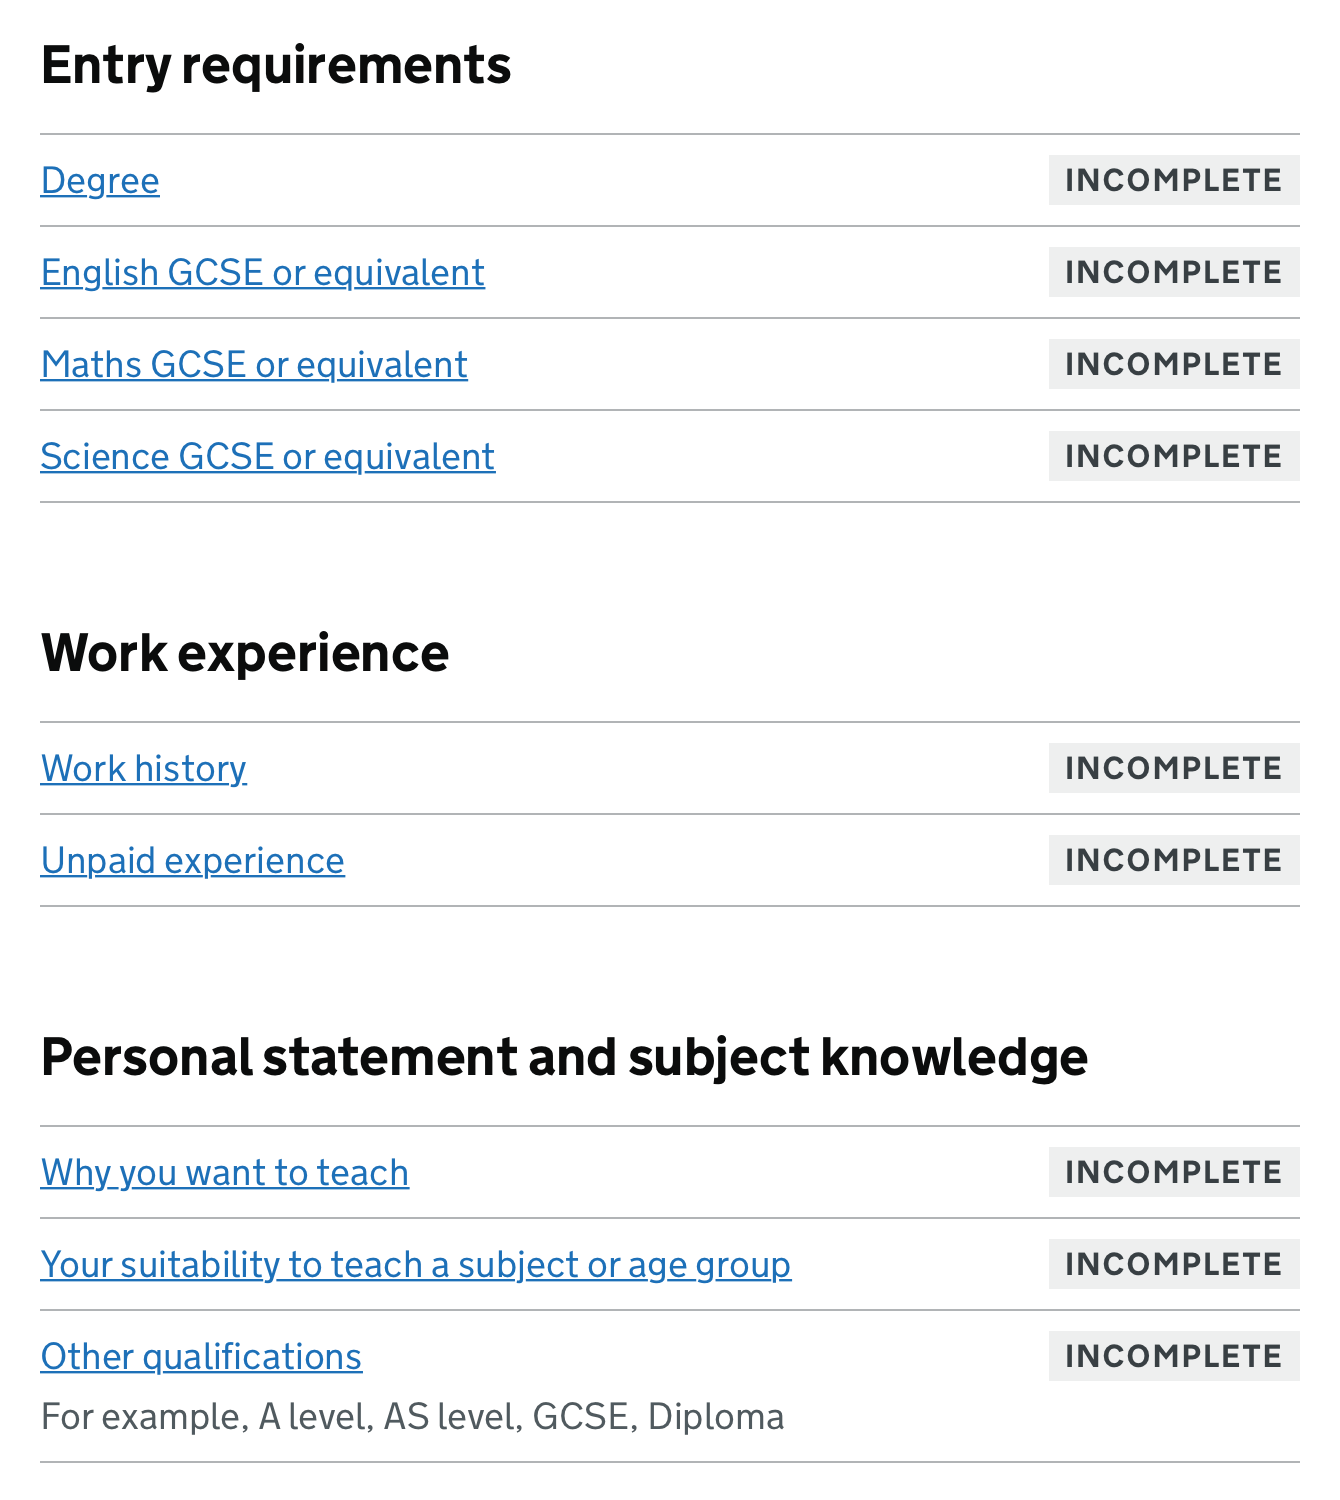 Entry requirements
Degree INCOMPLETE
English GCSE or equivalent INCOMPLETE
Maths GCSE or equivalent INCOMPLETE
Science GCSE or equivalent INCOMPLETE
Work experience
Work history INCOMPLETE
Unpaid experience INCOMPLETE
Personal statement and subject knowledge
Why you want to teach INCOMPLETE
Your suitability to teach a subject or age group INCOMPLETE
Other qualifications INCOMPLETE
For example, A level, AS level, GCSE, Diploma